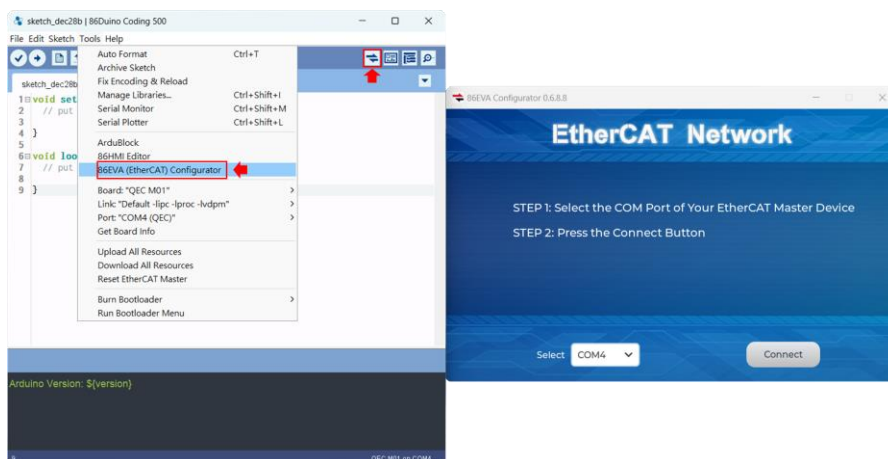 sketch_dec28b | 86Duino Coding 500
File Edit Sketch Tools Help
sketch_dec28b
1 void set
2 // put
3
4 }
5
6 void loo
7 // put
8
9 }
Auto Format Ctrl+T
Archive Sketch
Fix Encoding & Reload
Manage Libraries... Ctrl+Shift+I
Serial Monitor Ctrl+Shift+M
Serial Plotter Ctrl+Shift+L
ArduBlock
86HMI Editor
86EVA (EtherCAT) Configurator
Board: "QEC M01"
Link: "Default -lipc -lproc -lvdpm"
Port: "COM4 (QEC)"
Get Board Info
Upload All Resources
Download All Resources
Reset EtherCAT Master
Burn Bootloader
Run Bootloader Menu
Arduino Version: ${version}
9 QEC M01 on COM4
86EVA Configurator 0.6.8.8
EtherCAT Network
STEP 1: Select the COM Port of Your EtherCAT Master Device
STEP 2: Press the Connect Button
Select COM4 Connect